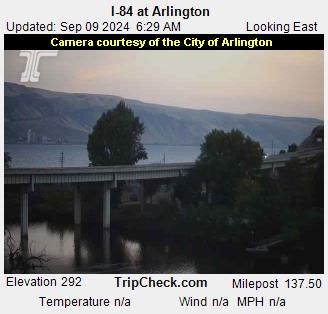 I-84 at Arlington
Updated: Sep 09 2024 6:29 AM Looking East
Camera courtesy of the City of Arlington
Elevation 292 TripCheck.com Milepost 137.50
Temperature n/a Wind n/a MPH n/a